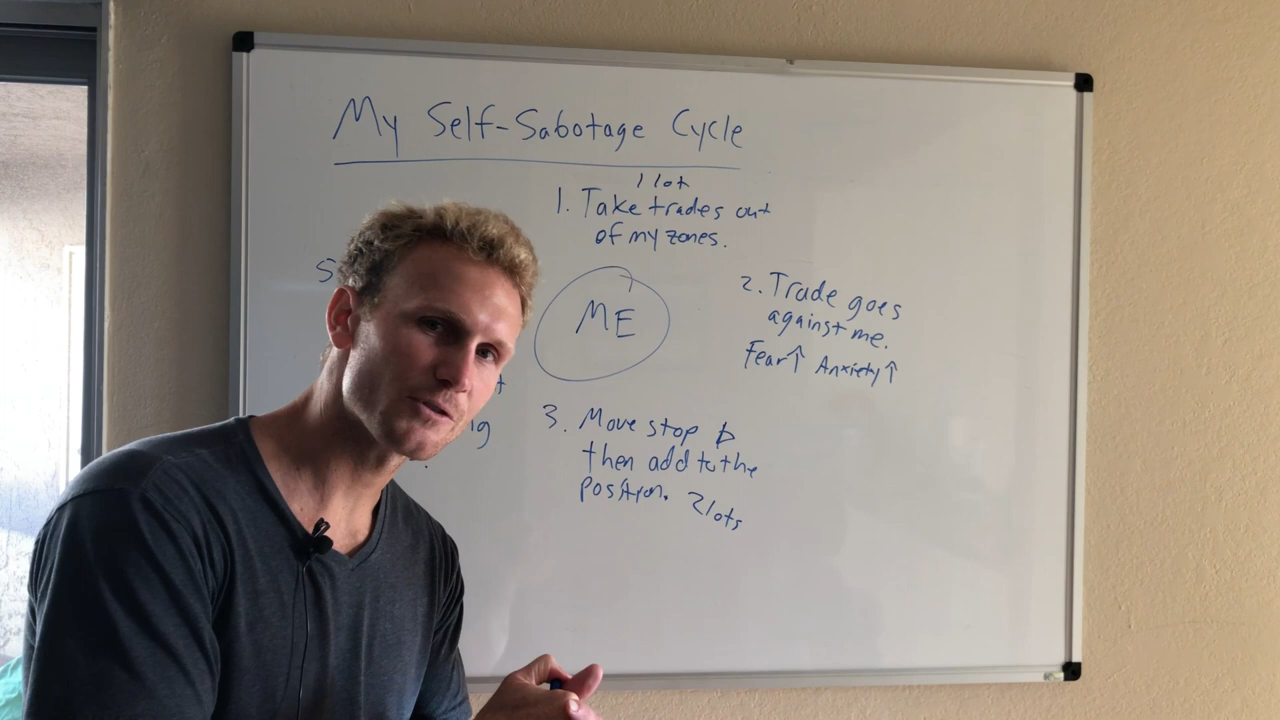 My Self-Sabotage Cycle
1 lot
1. Take trades out
of my zones.
ME
2. Trade goes
against me.
Fear↑ Anxiety↑
3. Move stop
then add to the
position. 2 lots